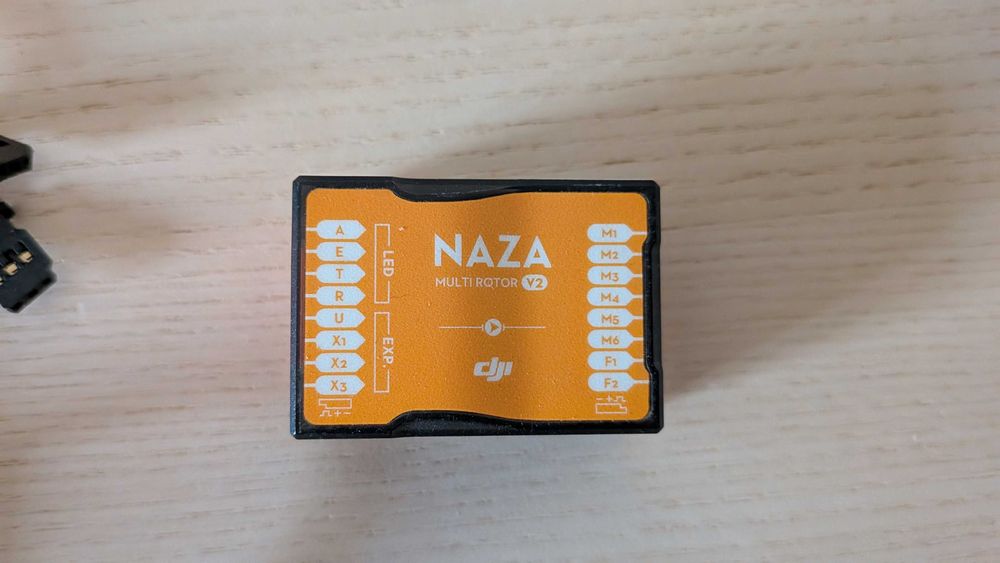 A
E
T
R
U
X1
X2
X3
LED
EXP.
NAZA
MULTI ROTOR V2
dji
M1
M2
M3
M4
M5
M6
F1
F2